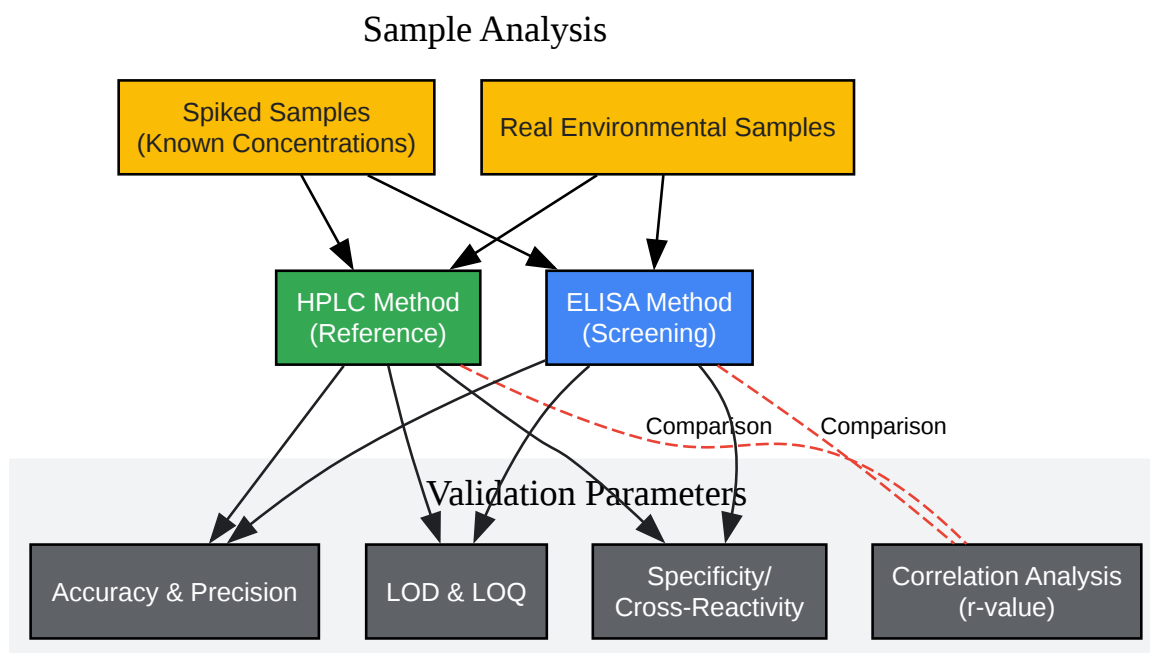 Sample Analysis
Spiked Samples
(Known Concentrations)
Real Environmental Samples
HPLC Method
(Reference)
ELISA Method
(Screening)
Comparison
Comparison
Validation Parameters
Accuracy & Precision
LOD & LOQ
Specificity/
Cross-Reactivity
Correlation Analysis
(r-value)